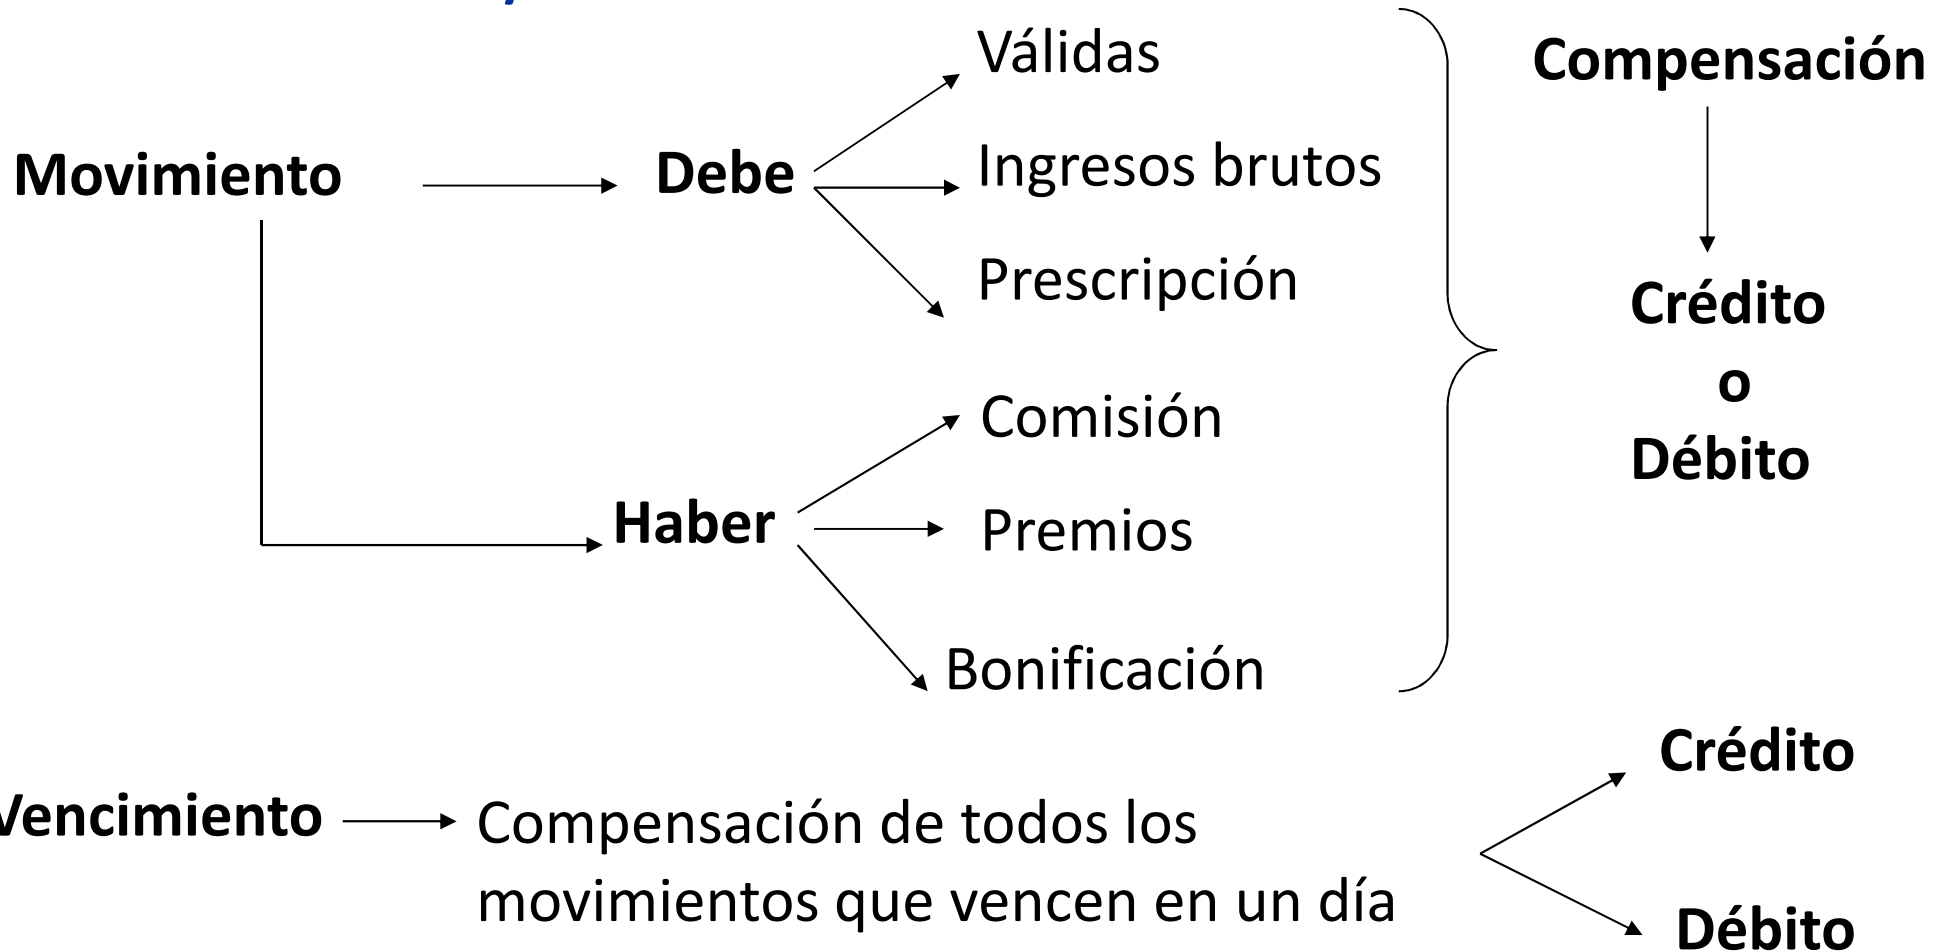 Válidas
Compensación
Movimiento
Debe
Ingresos brutos
Prescripción
Crédito
o
Débito
Comisión
Haber
Premios
Bonificación
Crédito
Vencimiento
Compensación de todos los
movimientos que vencen en un día
Débito